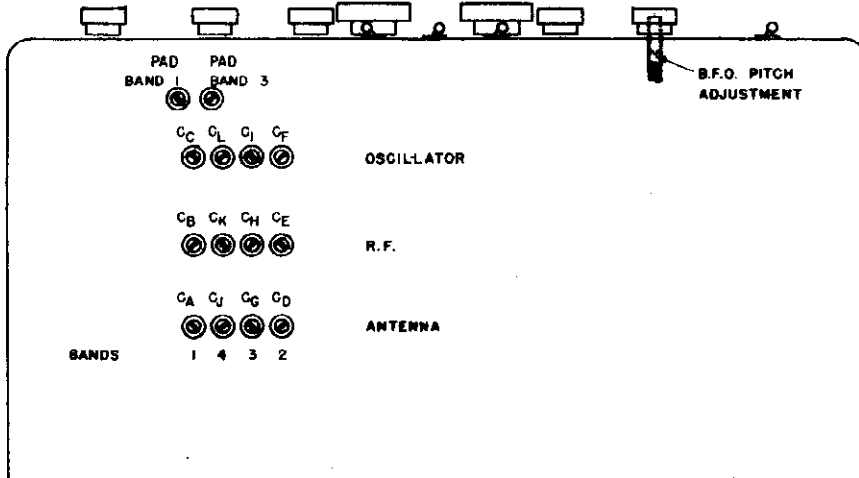 PAD PAD
BAND 1 BAND 3
B.F.O. PITCH
ADJUSTMENT
CC CL CI CF
OSCILLATOR
CB CK CH CE
R.F.
CA CJ CG CD
ANTENNA
BANDS 1 4 3 2